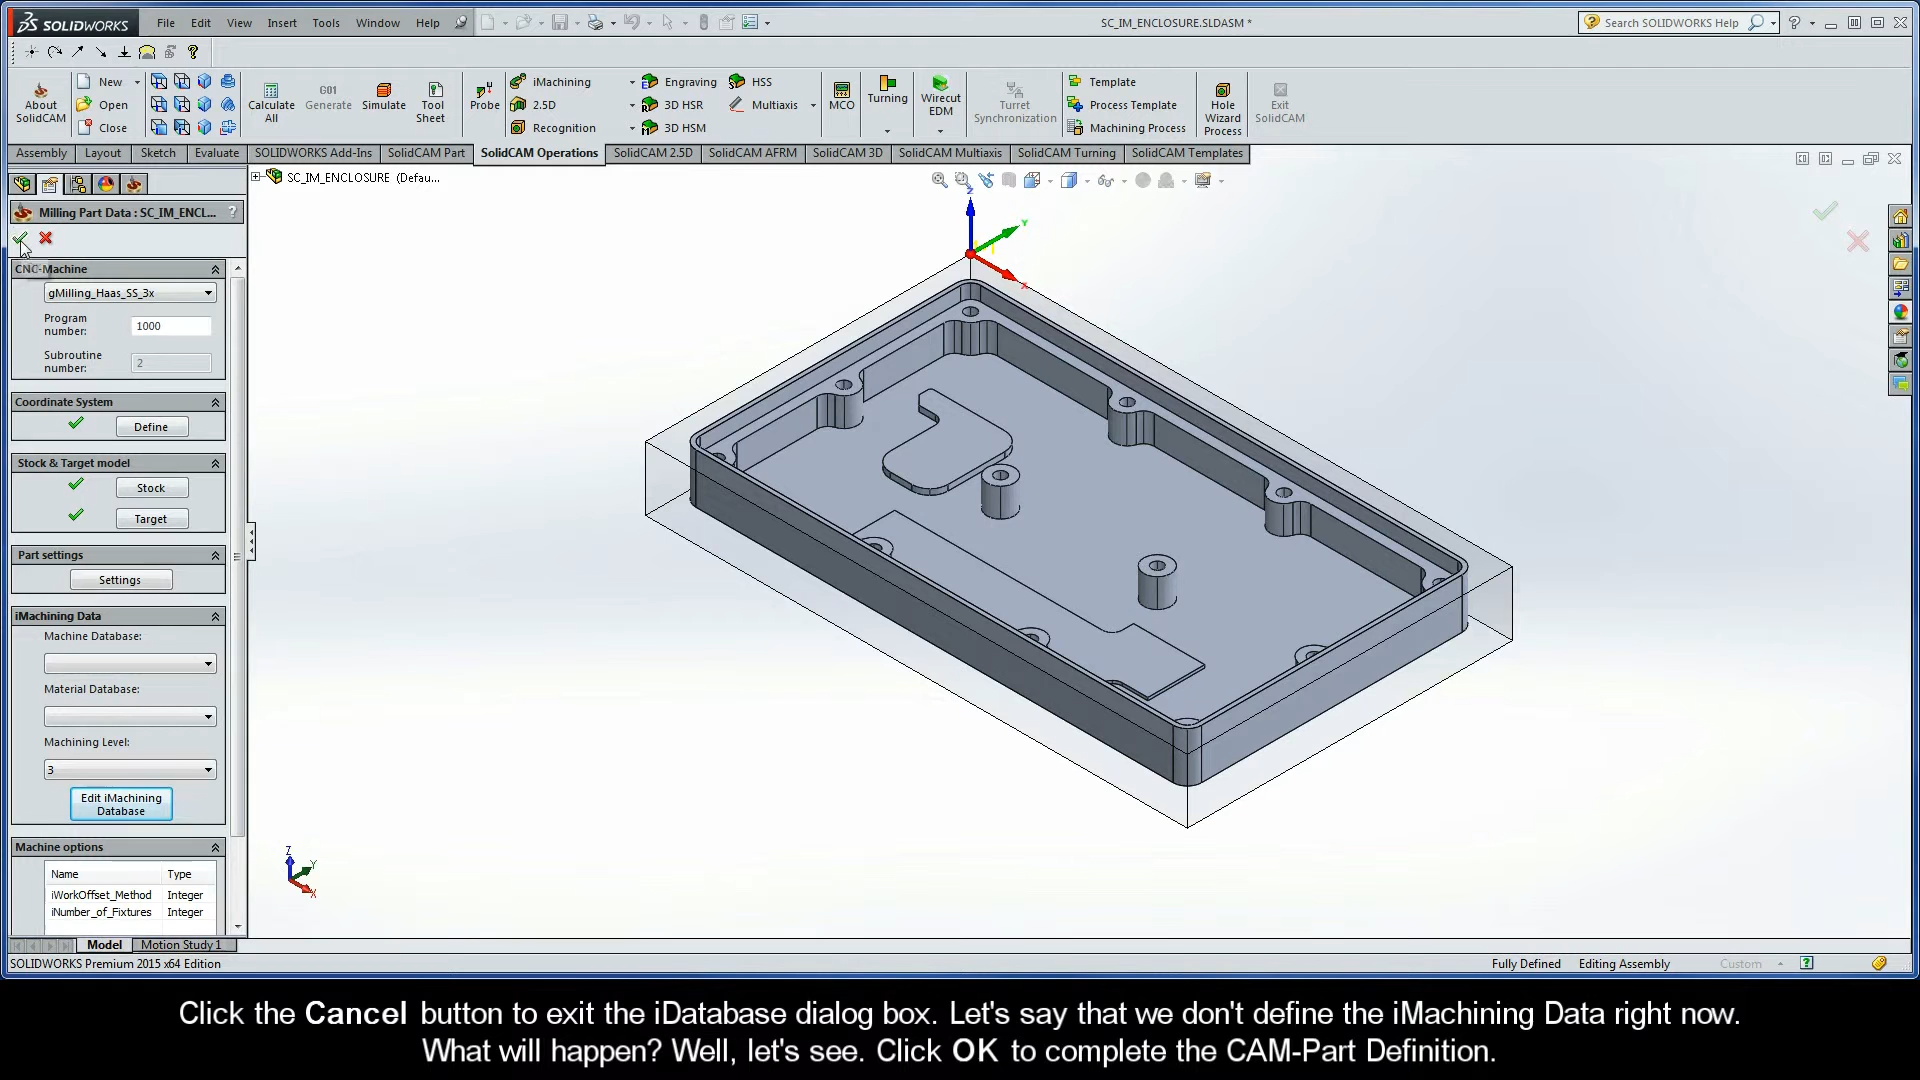 SOLIDWORKS File Edit View Insert Tools Window Help SC_IM_ENCLOSURE.SLDASM * Search SOLIDWORKS Help
About SolidCAM
New
Open
Close
Calculate All
G01
Generate
Simulate
Tool Sheet
Probe
iMachining
2.5D
Recognition
Engraving
3D HSR
3D HSM
HSS
Multiaxis
MCO
Turning
Wirecut EDM
Turret Synchronization
Template
Process Template
Machining Process
Hole Wizard Process
Exit SolidCAM
Assembly Layout Sketch Evaluate SOLIDWORKS Add-Ins SolidCAM Part SolidCAM Operations SolidCAM 2.5D SolidCAM AFRM SolidCAM 3D SolidCAM Multiaxis SolidCAM Turning SolidCAM Templates
SC_IM_ENCLOSURE (Defau...
Milling Part Data : SC_IM_ENCL... ?
CNC-Machine
gMilling_Haas_SS_3x
Program number: 1000
Subroutine number: 2
Coordinate System
Define
Stock & Target model
Stock
Target
Part settings
Settings
iMachining Data
Machine Database:
Material Database:
Machining Level:
3
Edit iMachining Database
Machine options
Name Type
iWorkOffset_Method Integer
iNumber_of_Fixtures Integer
Z Y X
Z Y X
Model Motion Study 1
SOLIDWORKS Premium 2015 x64 Edition Fully Defined Editing Assembly Custom
Click the Cancel button to exit the iDatabase dialog box. Let's say that we don't define the iMachining Data right now.
What will happen? Well, let's see. Click OK to complete the CAM-Part Definition.